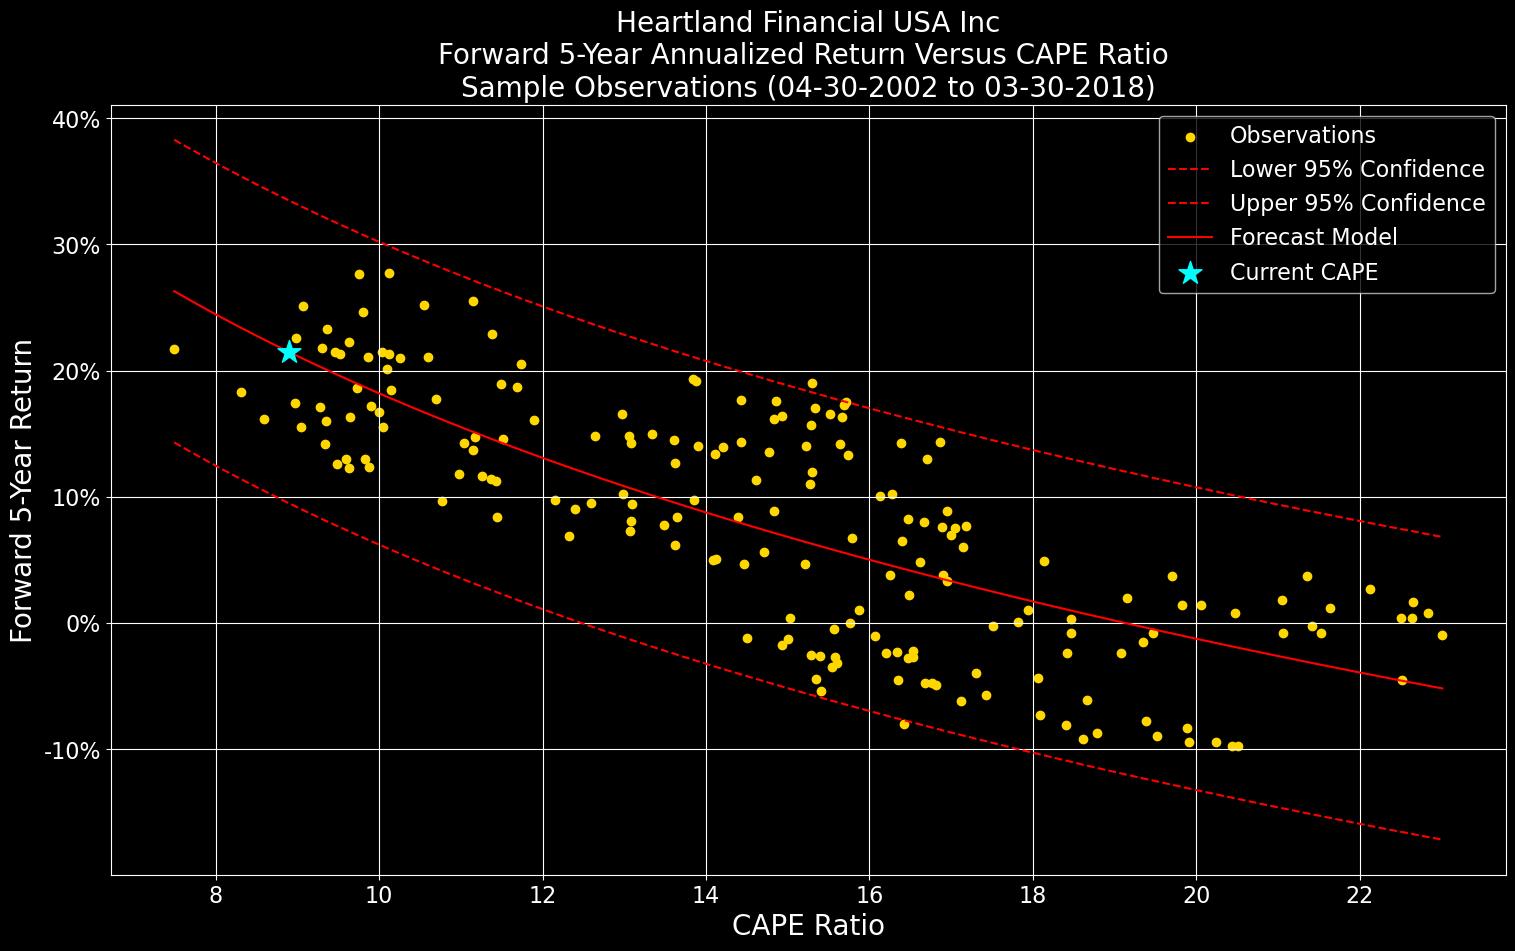 Heartland Financial USA Inc
Forward 5-Year Annualized Return Versus CAPE Ratio
Sample Observations (04-30-2002 to 03-30-2018)
40%
30%
20%
10%
0%
-10%
Forward 5-Year Return
Observations
Lower 95% Confidence
Upper 95% Confidence
Forecast Model
Current CAPE
8 10 12 14 16 18 20 22
CAPE Ratio